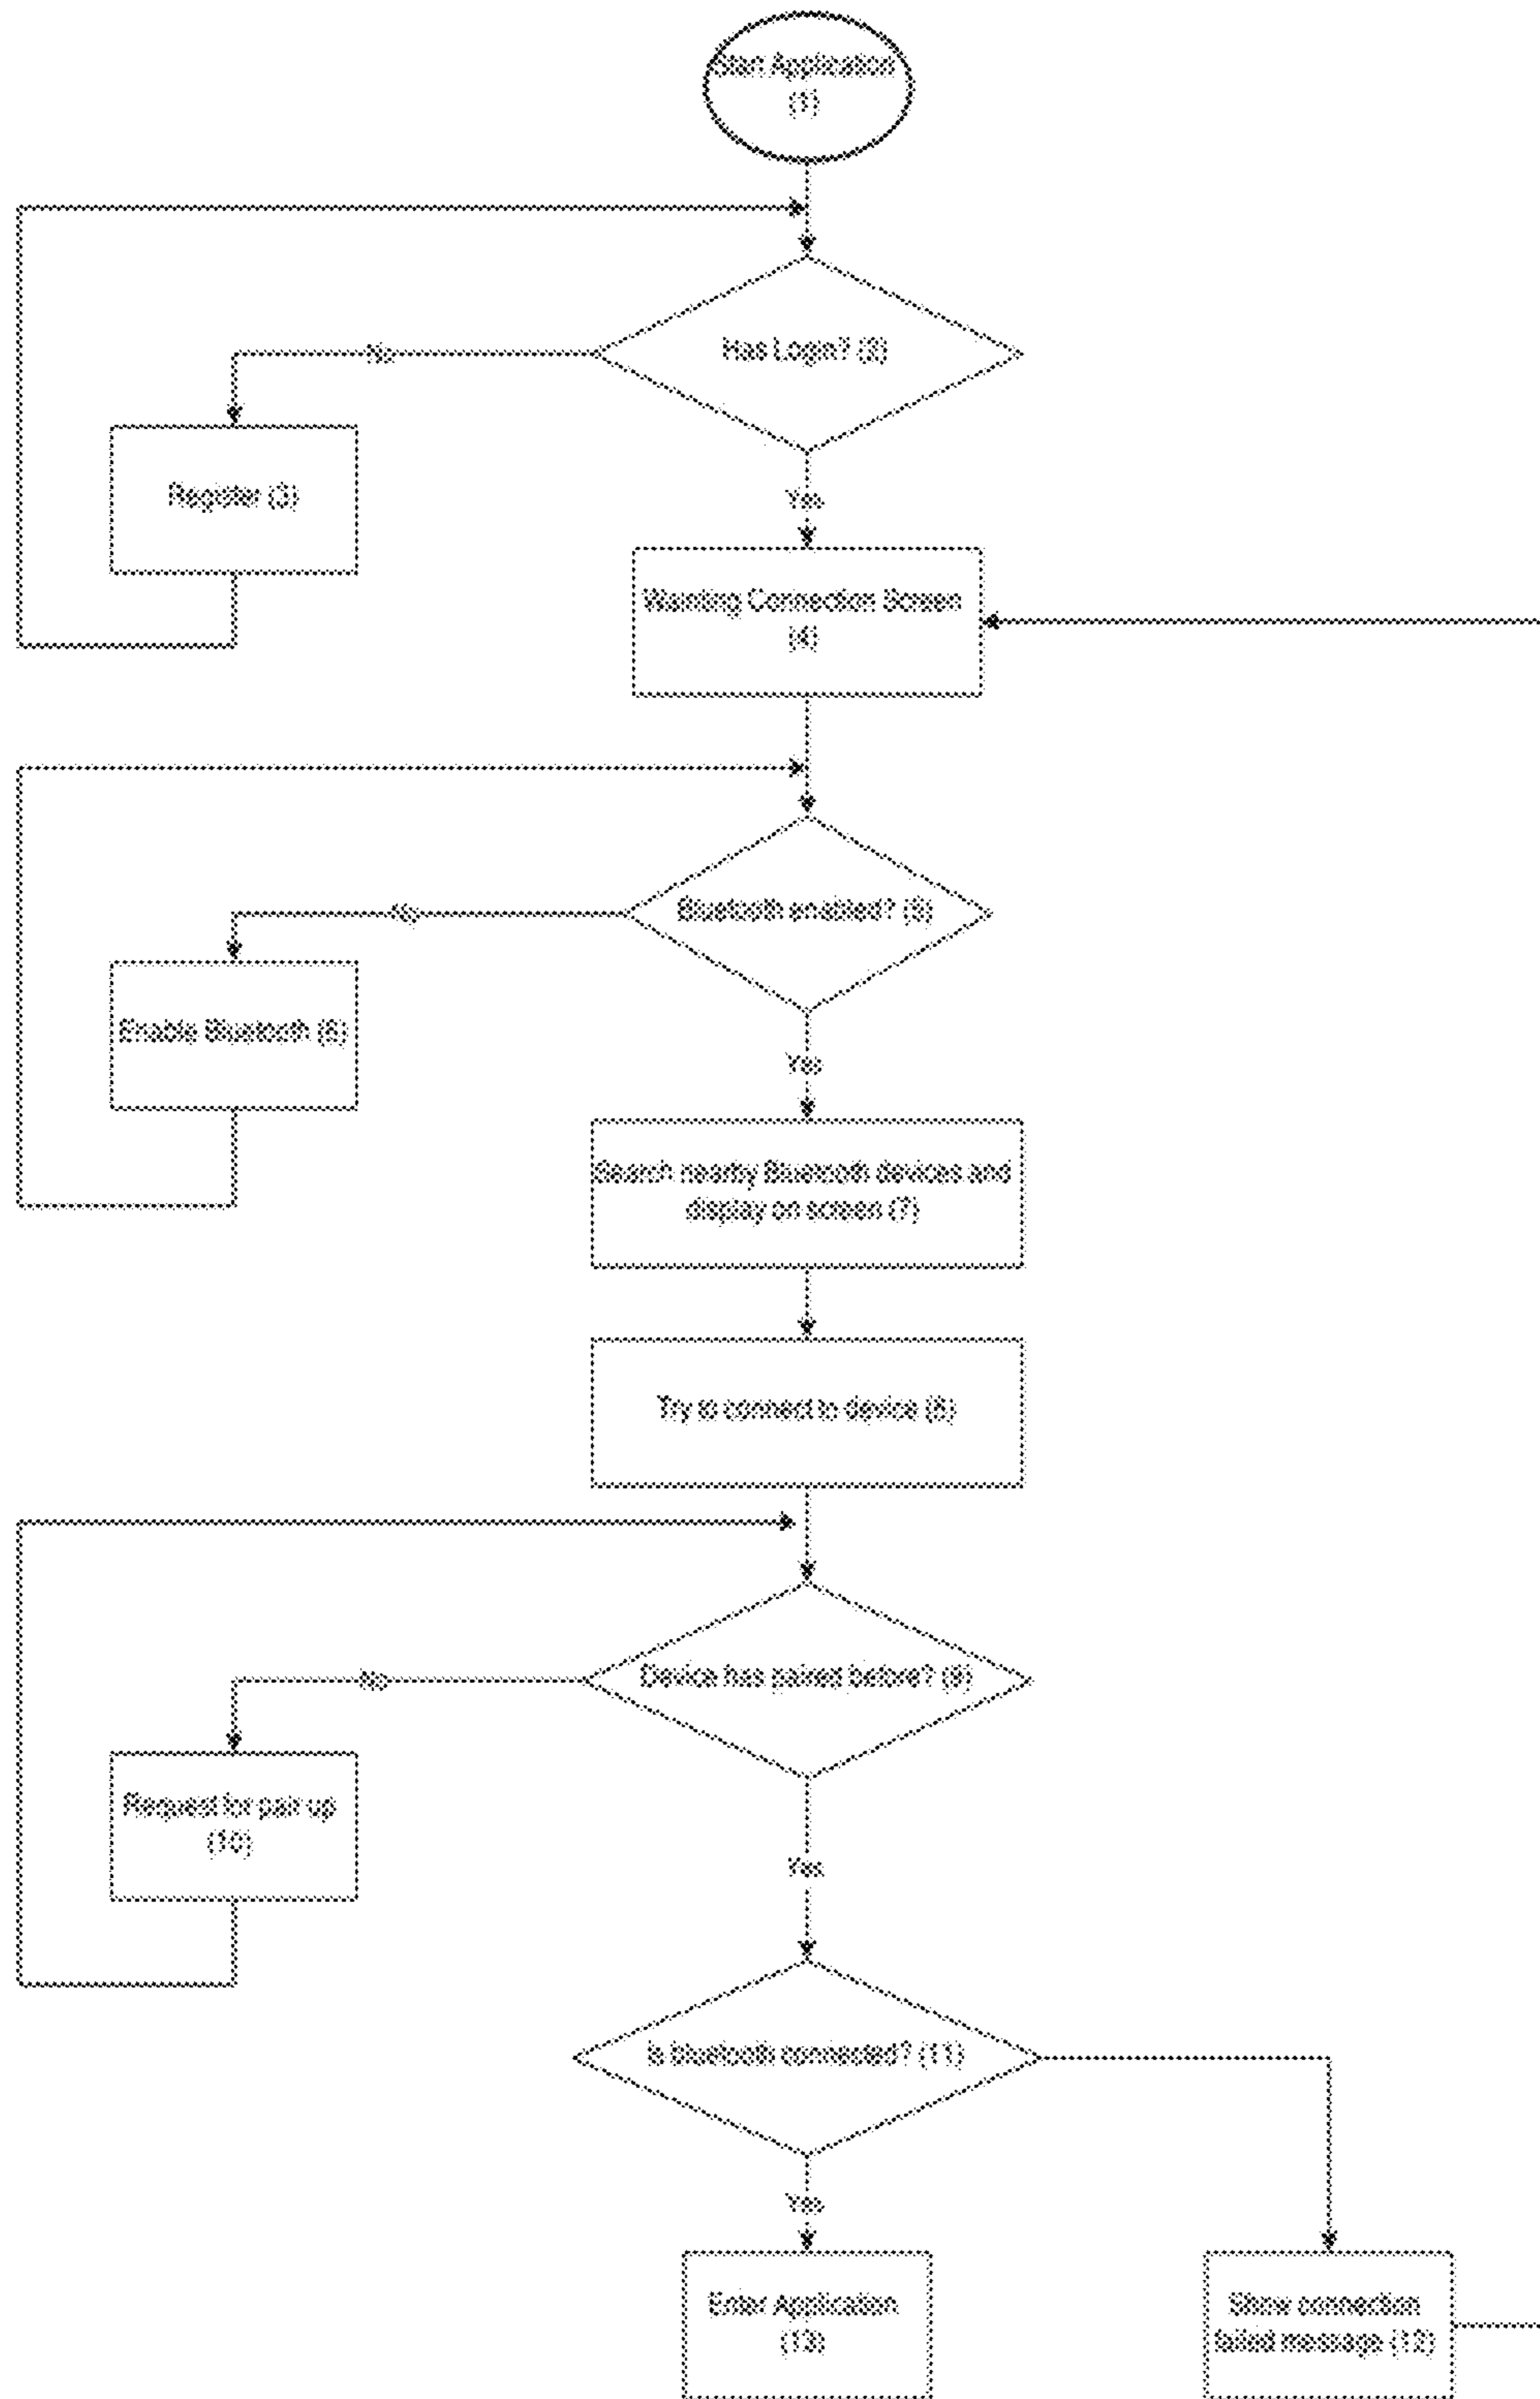 Start Application
(1)
Has Login? (2)
No
Register (3)
Yes
Wainting Connection Screen
(4)
Bluetooth enabled? (5)
No
Enable Bluetooth (6)
Yes
Search nearby Bluetooth devices and
display on screen (7)
Try to connect to device (8)
Device has paired before? (9)
No
Request for pair up
(10)
Yes
Is bluetooth connected? (11)
Yes
Enter Application
(13)
Show connection
failed message (12)